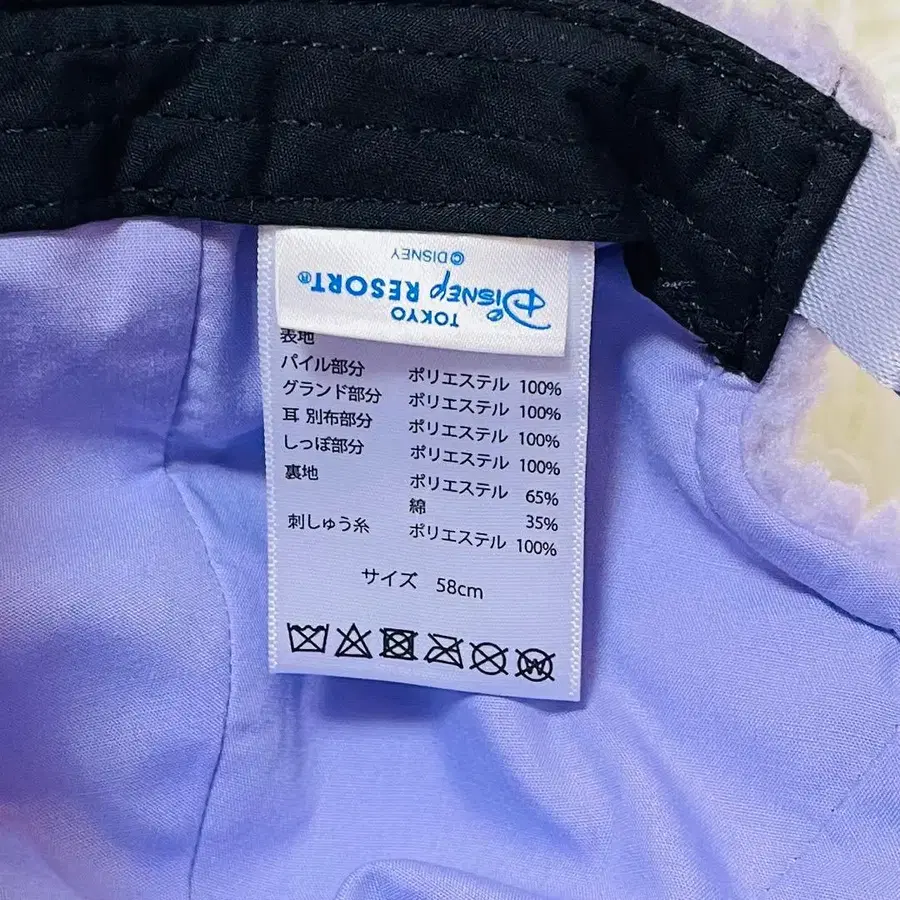 TOKYO
Disney RESORT®
© DISNEY
表地
パイル部分 ポリエステル 100%
グランド部分 ポリエステル 100%
耳 別布部分 ポリエステル 100%
しっぽ部分 ポリエステル 100%
裏地 ポリエステル 65%
綿 35%
刺しゅう糸 ポリエステル 100%
サイズ 58cm
W